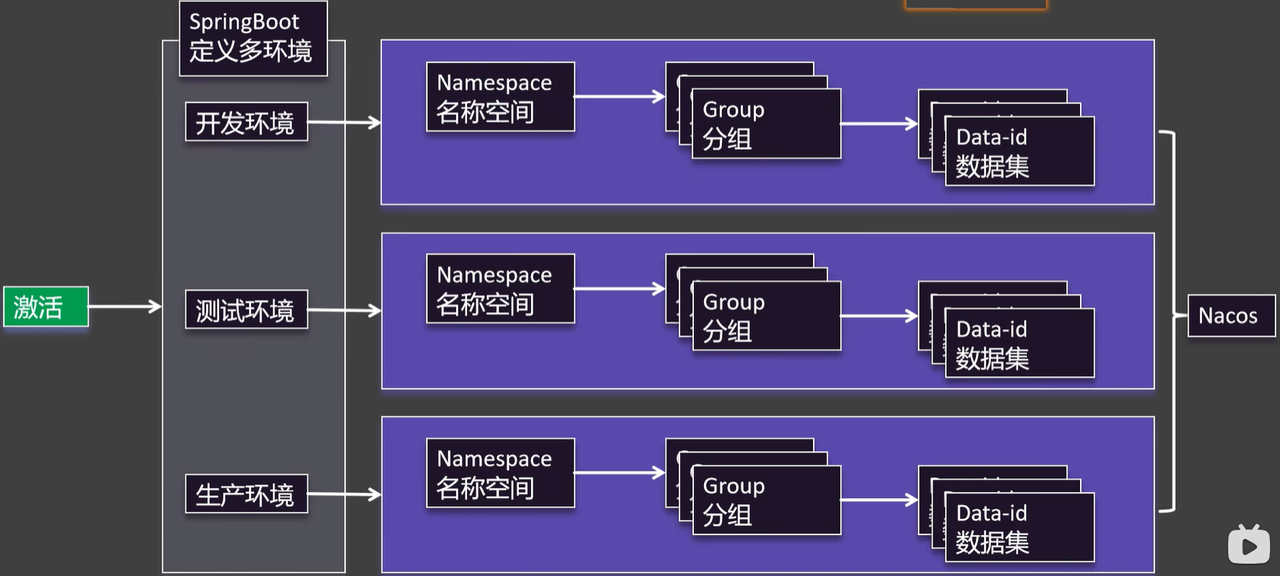 SpringBoot
定义多环境
激活
开发环境
Namespace
名称空间
Group
分组
Data-id
数据集
测试环境
Namespace
名称空间
Group
分组
Data-id
数据集
生产环境
Namespace
名称空间
Group
分组
Data-id
数据集
Nacos